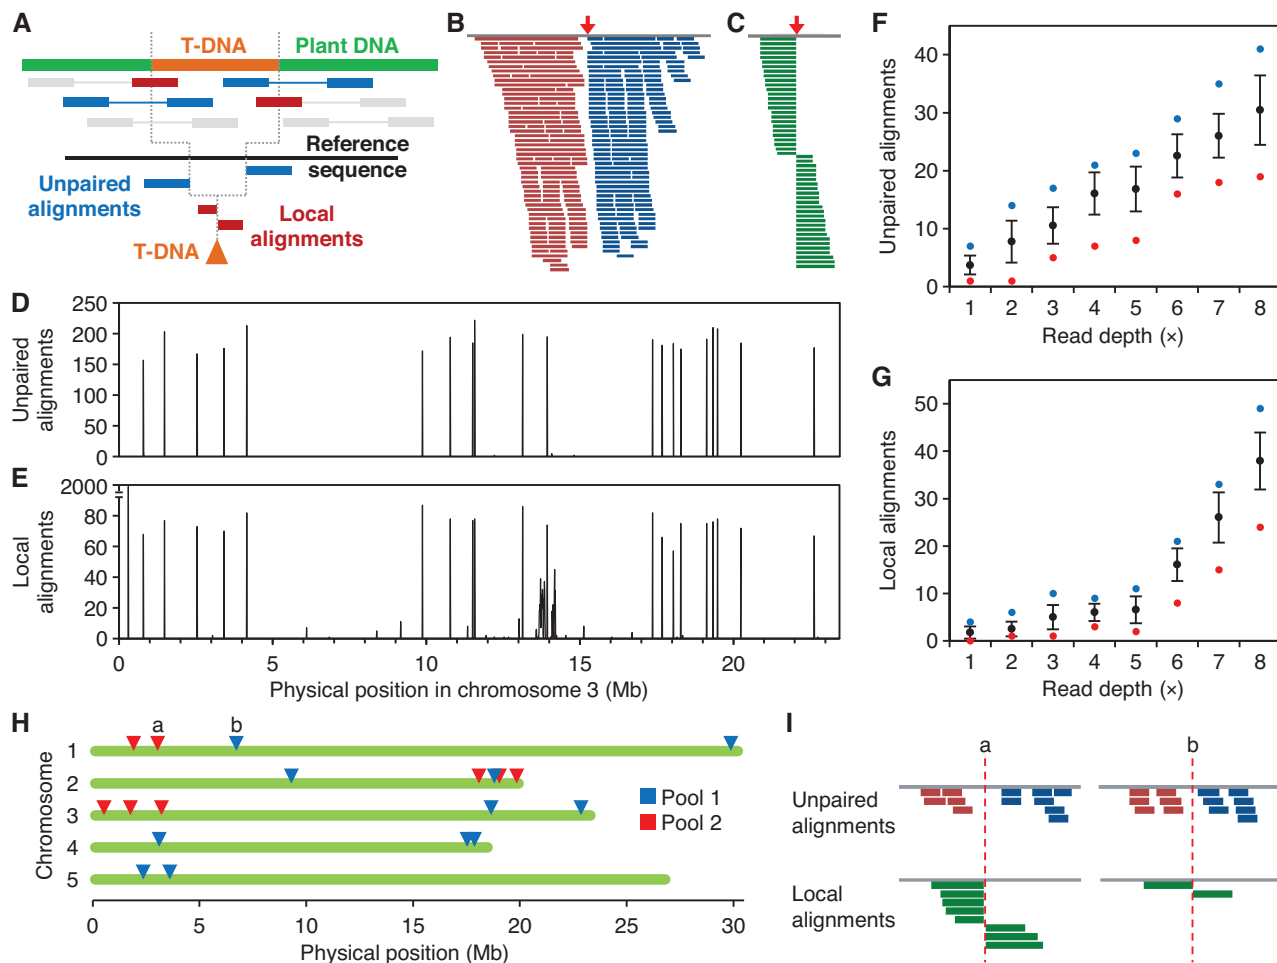 A
T-DNA
Plant DNA
Reference
sequence
Unpaired
alignments
Local
alignments
T-DNA
B
C
D
250
200
150
100
50
0
Unpaired
alignments
E
2000
80
60
40
20
0
Local
alignments
0 5 10 15 20
Physical position in chromosome 3 (Mb)
F
40
30
20
10
0
Unpaired alignments
1 2 3 4 5 6 7 8
Read depth (×)
G
50
40
30
20
10
0
Local alignments
1 2 3 4 5 6 7 8
Read depth (×)
H
a b
Chromosome
1
2
3
4
5
Pool 1
Pool 2
0 5 10 15 20 25 30
Physical position (Mb)
I
a b
Unpaired
alignments
Local
alignments